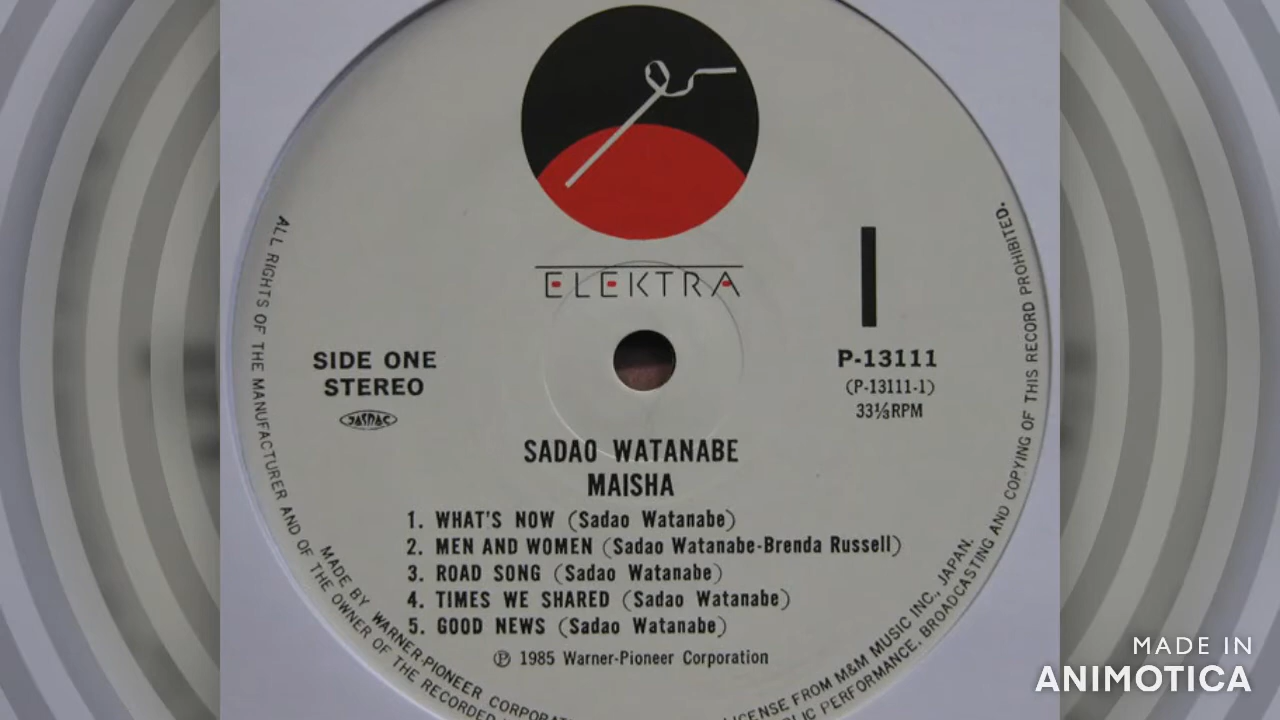 ELEKTRA
SIDE ONE
STEREO
JASRAC
P-13111
(P-13111-1)
33⅓RPM
SADAO WATANABE
MAISHA
1. WHAT'S NOW (Sadao Watanabe)
2. MEN AND WOMEN (Sadao Watanabe-Brenda Russell)
3. ROAD SONG (Sadao Watanabe)
4. TIMES WE SHARED (Sadao Watanabe)
5. GOOD NEWS (Sadao Watanabe)
Ⓟ 1985 Warner-Pioneer Corporation
ALL RIGHTS OF THE MANUFACTURER AND OF THE OWNER OF THE RECORDED
PUBLIC PERFORMANCE, BROADCASTING AND COPYING OF THIS RECORD PROHIBITED.
MADE BY WARNER-PIONEER
LICENSE FROM M&M MUSIC INC., JAPAN.
MADE IN
ANIMOTICA